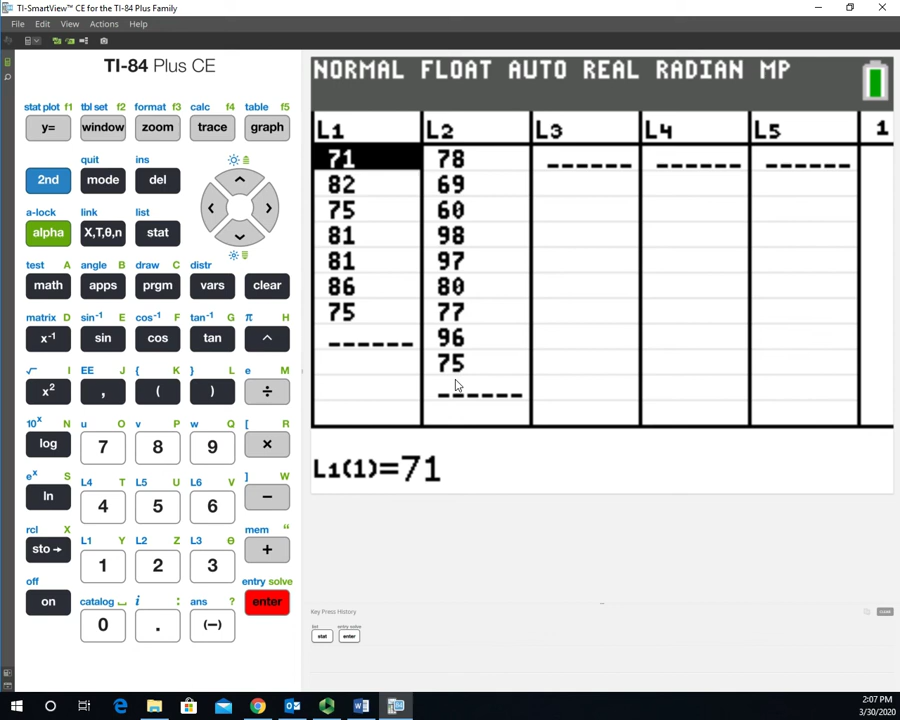 TI-SmartView™ CE for the TI-84 Plus Family
File Edit View Actions Help
TI-84 Plus CE
stat plot f1 tbl set f2 format f3 calc f4 table f5
y= window zoom trace graph
quit ins
2nd mode del
a-lock link list
alpha X,T,θ,n stat
test A angle B draw C distr
math apps prgm vars clear
matrix D sin⁻¹ E cos⁻¹ F tan⁻¹ G π H
x⁻¹ sin cos tan ^
√ I EE J { K } L e M
x² , ( ) ÷
10ˣ N u O v P w Q [ R
log 7 8 9 ×
eˣ S L4 T L5 U L6 V ] W
ln 4 5 6 −
rcl X L1 Y L2 Z L3 θ mem "
sto→ 1 2 3 +
off catalog i : ans ? entry solve
on 0 . (−) enter
NORMAL FLOAT AUTO REAL RADIAN MP
L1 L2 L3 L4 L5 1
71 78 ------ ------ ------
82 69
75 60
81 98
81 97
86 80
75 77
------ 96
75
------
L1(1)=71
Key Press History
CLEAR
list entry solve
stat enter
2:07 PM
3/30/2020